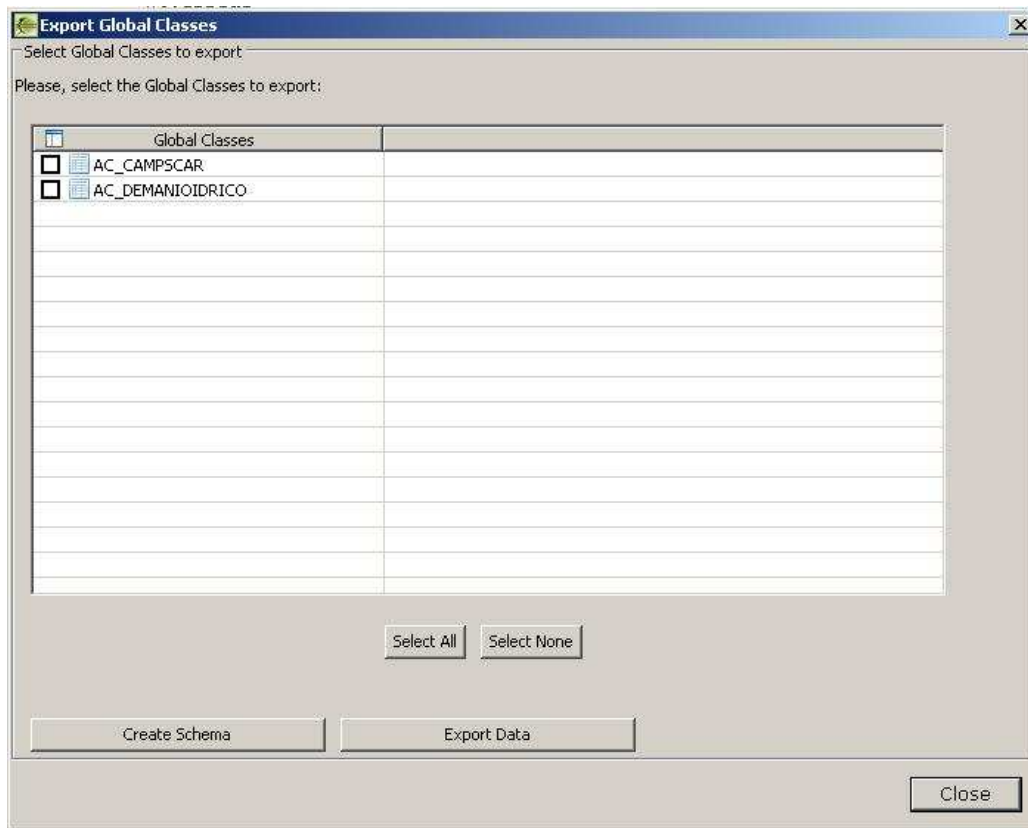 Export Global Classes
Select Global Classes to export
Please, select the Global Classes to export:
Global Classes
AC_CAMPSCAR
AC_DEMANIOIDRICO
Select All Select None
Create Schema Export Data
Close